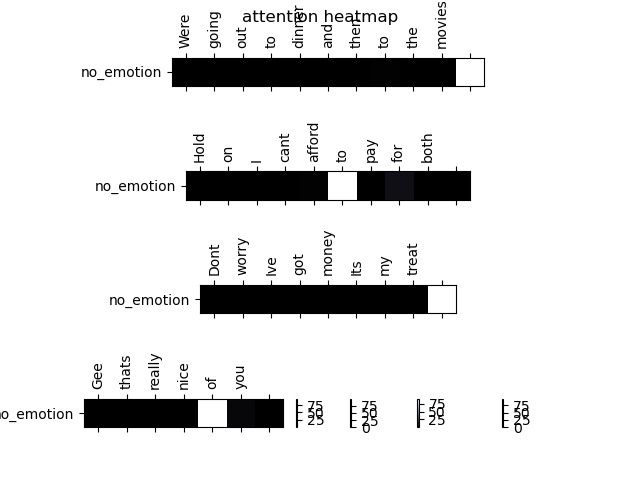 attention heatmap
Were going out to dinner and then to the movies
no_emotion
Hold on I cant afford to pay for both
no_emotion
Dont worry Ive got money Its my treat
no_emotion
Gee thats really nice of you
no_emotion
75 75 75 75
50 50 50 50
25 25 25 25
0 0